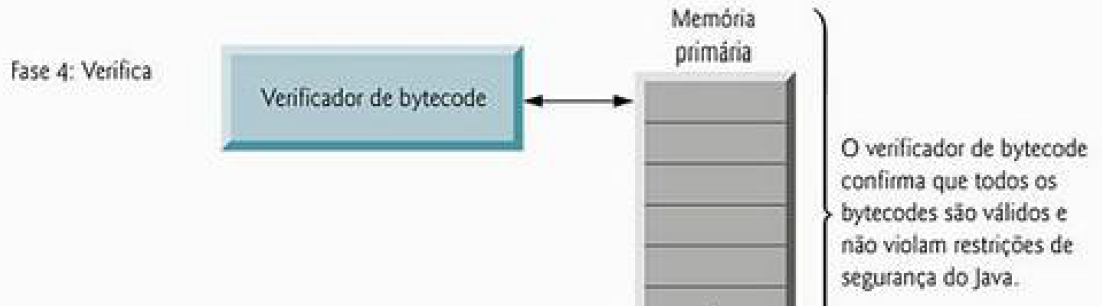 Memória
primária
Fase 4: Verifica
Verificador de bytecode
O verificador de bytecode
confirma que todos os
bytecodes são válidos e
não violam restrições de
segurança do Java.